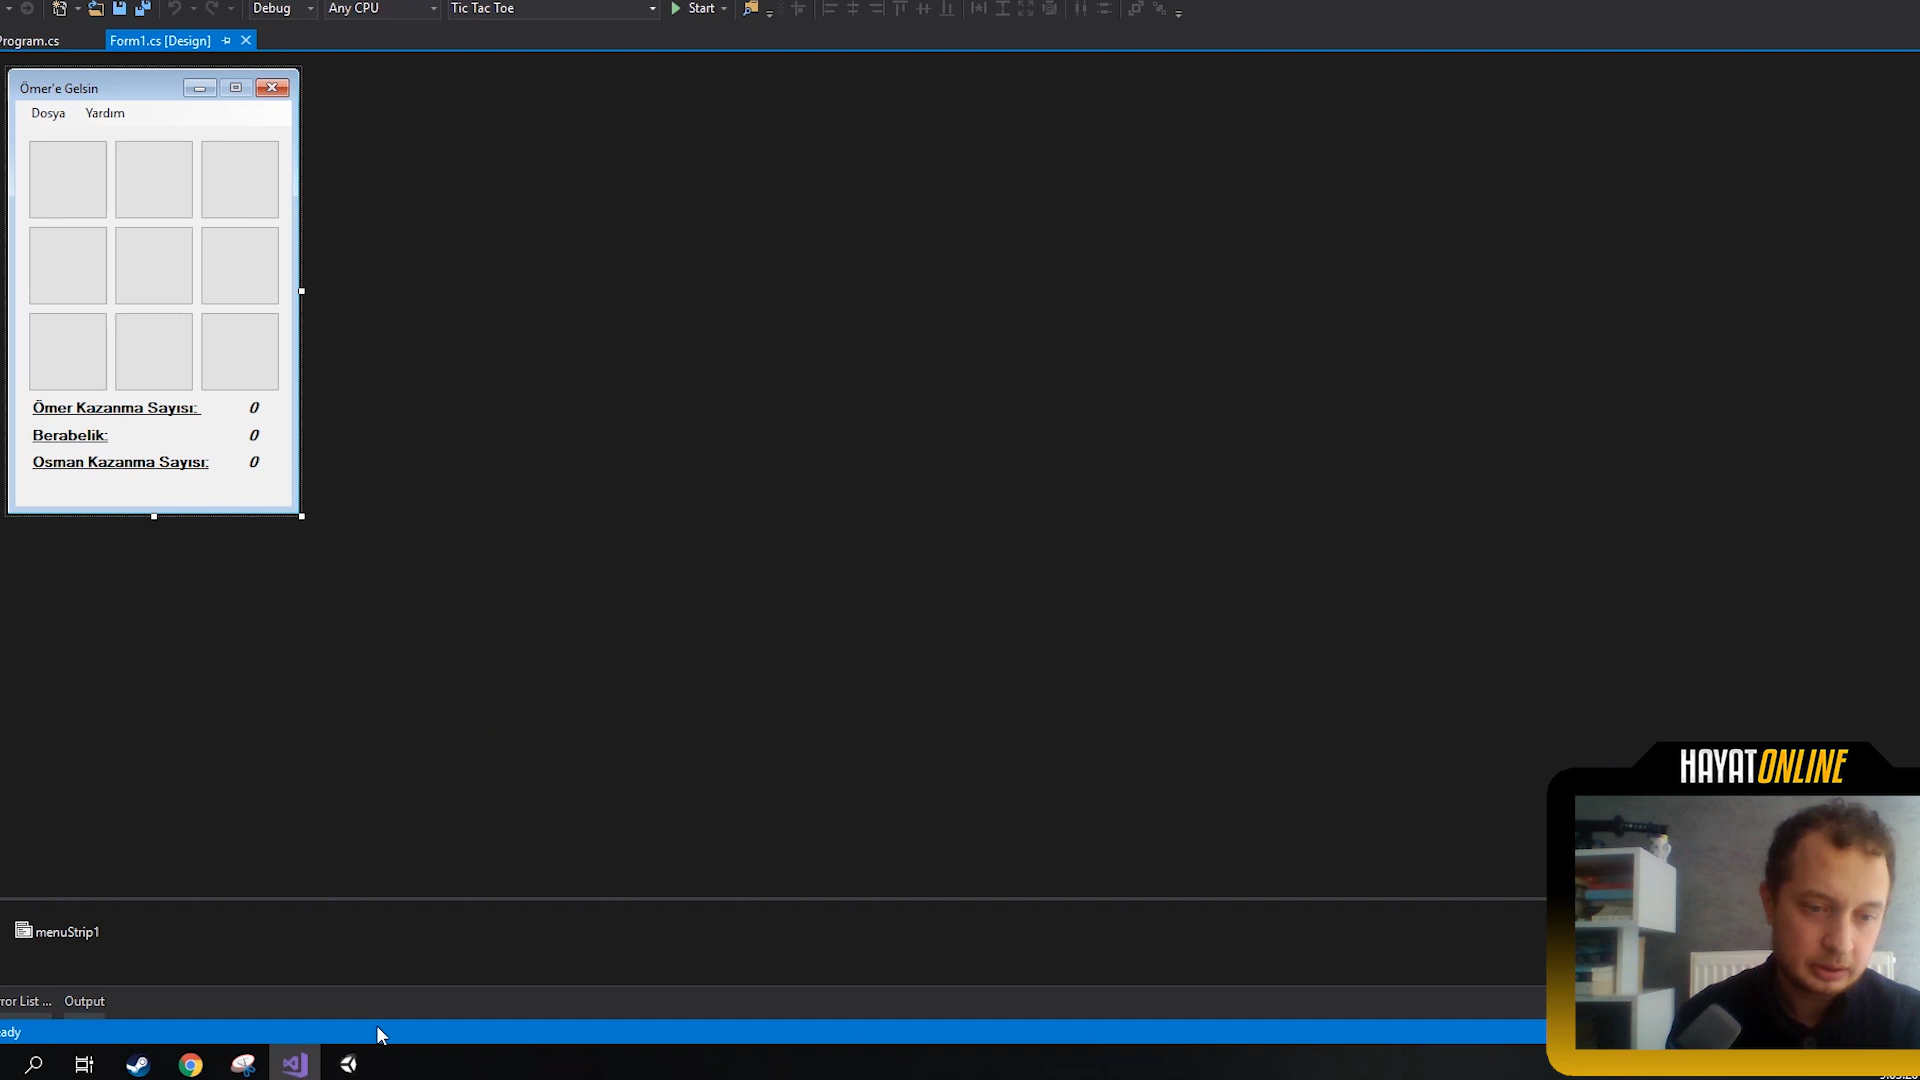 Debug
Any CPU
Tic Tac Toe
Start
Program.cs
Form1.cs [Design]
Ömer'e Gelsin
Dosya Yardım
Ömer Kazanma Sayısı: 0
Berabelik: 0
Osman Kazanma Sayısı: 0
HAYATONLINE
menuStrip1
ror List ...
Output
ady